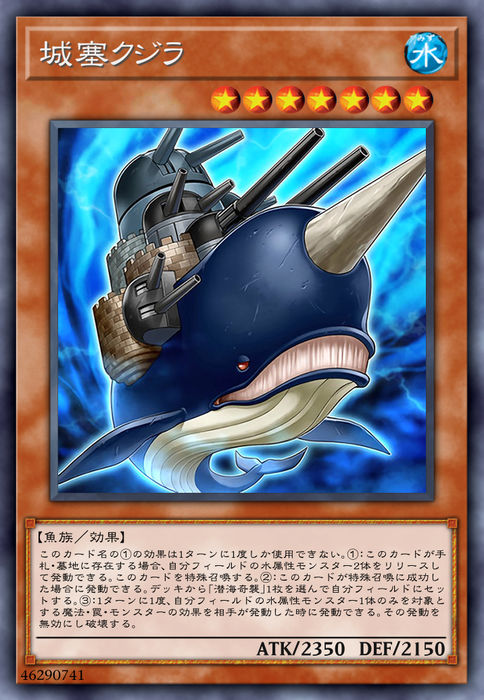 城塞クジラ
みず
水
【魚族／効果】
このカード名の①の効果は1ターンに1度しか使用できない。①：このカードが手
札・墓地に存在する場合、自分フィールドの水属性モンスター2体をリリースし
て発動できる。このカードを特殊召喚する。②：このカードが特殊召喚に成功し
た場合に発動できる。デッキから「潜海奇襲」1枚を選んで自分フィールドにセッ
トする。③：1ターンに1度、自分フィールドの水属性モンスター1体のみを対象と
する魔法・罠・モンスターの効果を相手が発動した時に発動できる。その発動を
無効にし破壊する。
ATK/2350 DEF/2150
46290741